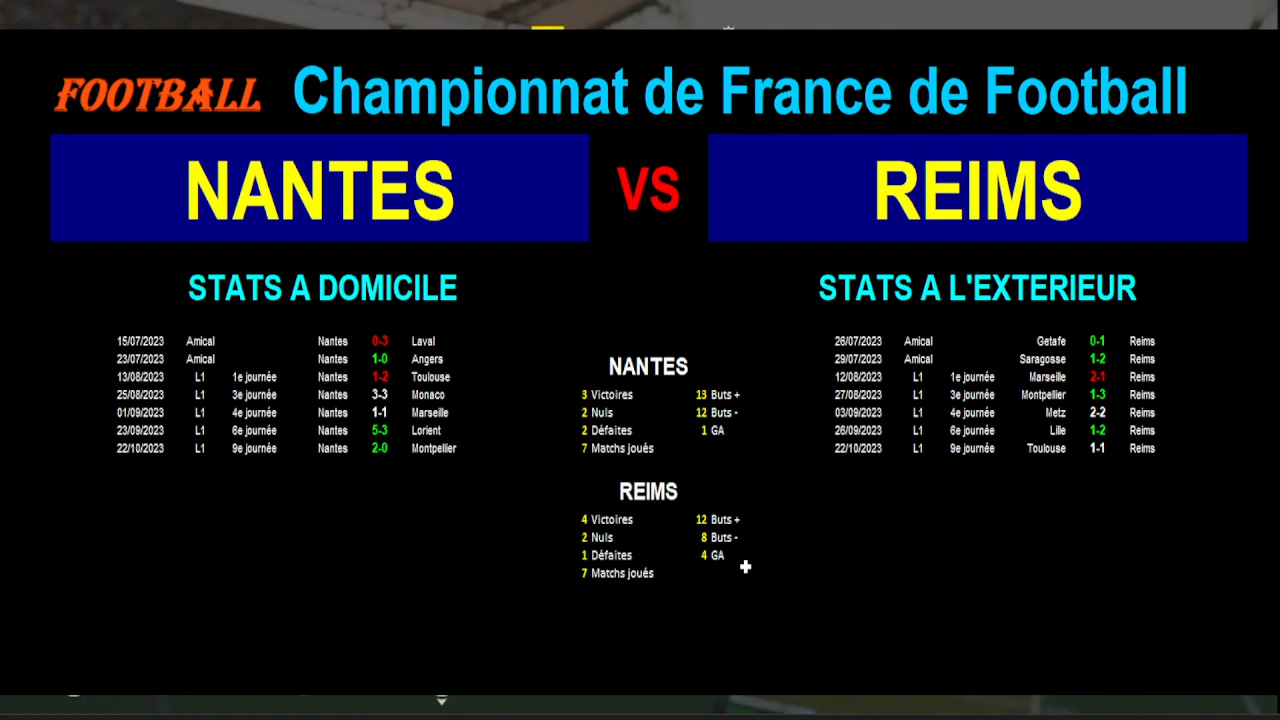 FOOTBALL Championnat de France de Football
NANTES VS REIMS
STATS A DOMICILE
15/07/2023 Amical Nantes 0-3 Laval
23/07/2023 Amical Nantes 1-0 Angers
13/08/2023 L1 1e journée Nantes 1-2 Toulouse
25/08/2023 L1 3e journée Nantes 3-3 Monaco
01/09/2023 L1 4e journée Nantes 1-1 Marseille
23/09/2023 L1 6e journée Nantes 5-3 Lorient
22/10/2023 L1 9e journée Nantes 2-0 Montpellier
NANTES
3 Victoires 13 Buts +
2 Nuls 12 Buts -
2 Défaites 1 GA
7 Matchs joués
REIMS
4 Victoires 12 Buts +
2 Nuls 8 Buts -
1 Défaites 4 GA
7 Matchs joués
STATS A L'EXTERIEUR
26/07/2023 Amical Getafe 0-1 Reims
29/07/2023 Amical Saragosse 1-2 Reims
12/08/2023 L1 1e journée Marseille 2-1 Reims
27/08/2023 L1 3e journée Montpellier 1-3 Reims
03/09/2023 L1 4e journée Metz 2-2 Reims
26/09/2023 L1 6e journée Lille 1-2 Reims
22/10/2023 L1 9e journée Toulouse 1-1 Reims